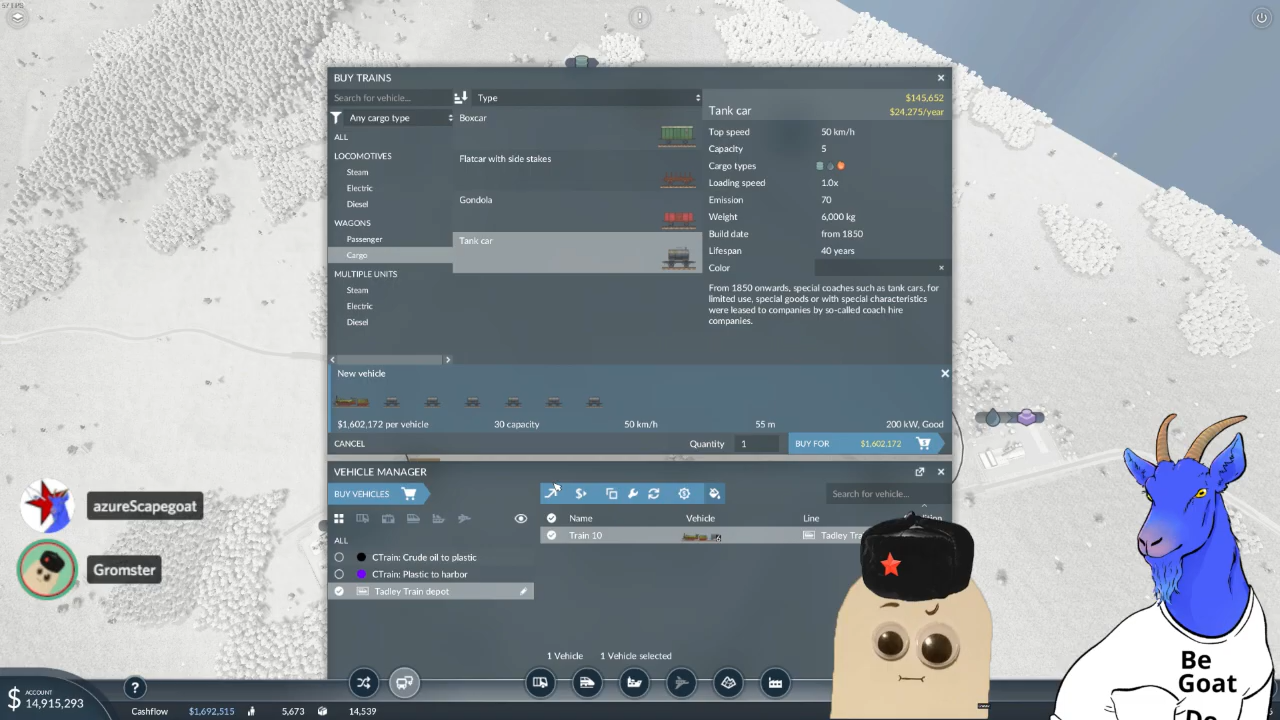 57 FPS
BUY TRAINS
Search for vehicle...
Type
Any cargo type
ALL
LOCOMOTIVES
Steam
Electric
Diesel
WAGONS
Passenger
Cargo
MULTIPLE UNITS
Steam
Electric
Diesel
Boxcar
Flatcar with side stakes
Gondola
Tank car
$145,652
Tank car
$24,275/year
Top speed 50 km/h
Capacity 5
Cargo types
Loading speed 1.0x
Emission 70
Weight 6,000 kg
Build date from 1850
Lifespan 40 years
Color
From 1850 onwards, special coaches such as tank cars, for
limited use, special goods or with special characteristics
were leased to companies by so-called coach hire
companies.
New vehicle
$1,602,172 per vehicle 30 capacity 50 km/h 55 m 200 kW, Good
CANCEL Quantity 1 BUY FOR $1,602,172
VEHICLE MANAGER
BUY VEHICLES
Search for vehicle...
Name Vehicle Line
Train 10 Tadley Tra
ALL
CTrain: Crude oil to plastic
CTrain: Plastic to harbor
Tadley Train depot
1 Vehicle 1 Vehicle selected
azureScapegoat
Gromster
Be
Goat
Do
ACCOUNT
$ 14,915,293
?
Cashflow $1,692,515 5,673 14,539